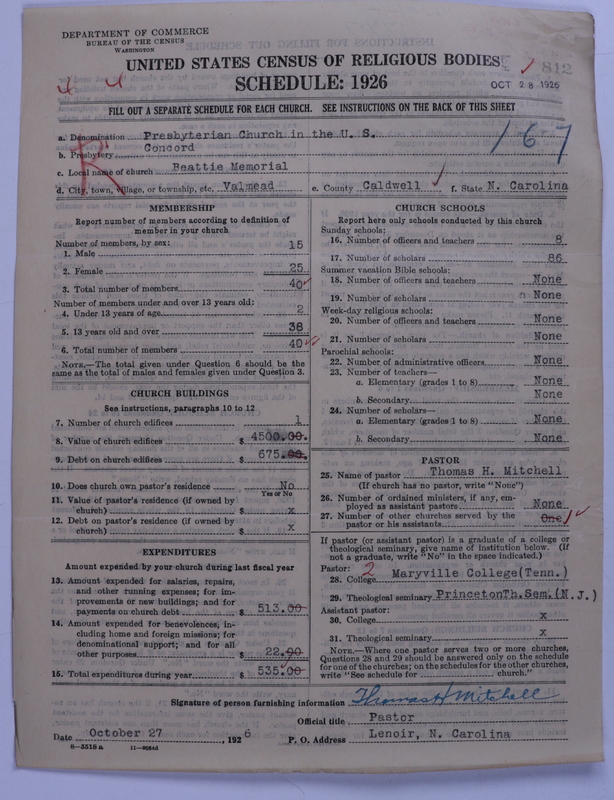 DEPARTMENT OF COMMERCE
BUREAU OF THE CENSUS
WASHINGTON
UNITED STATES CENSUS OF RELIGIOUS BODIES
SCHEDULE: 1926
812
OCT 28 1926
FILL OUT A SEPARATE SCHEDULE FOR EACH CHURCH. SEE INSTRUCTIONS ON THE BACK OF THIS SHEET
167
R
a. Denomination Presbyterian Church in the U. S.
b. Presbytery Concord
c. Local name of church Beattie Memorial
d. City, town, village, or township, etc. Valmead e. County Caldwell f. State N. Carolina
MEMBERSHIP
Report number of members according to definition of
member in your church
Number of members, by sex:
1. Male 15
2. Female 25
3. Total number of members 40
Number of members under and over 13 years old:
4. Under 13 years of age 2
5. 13 years old and over 38
6. Total number of members 40
NOTE.—The total given under Question 6 should be the
same as the total of males and females given under Question 3.
CHURCH BUILDINGS
See instructions, paragraphs 10 to 12
7. Number of church edifices 1
8. Value of church edifices $ 4500.00.
9. Debt on church edifices $ 675.00.
10. Does church own pastor's residence No
Yes or No
11. Value of pastor's residence (if owned by
church) $ x
12. Debt on pastor's residence (if owned by
church) $ x
EXPENDITURES
Amount expended by your church during last fiscal year
13. Amount expended for salaries, repairs,
and other running expenses; for im-
provements or new buildings; and for
payments on church debt $ 513.00
14. Amount expended for benevolences, in-
cluding home and foreign missions; for
denominational support; and for all
other purposes $ 22.00
15. Total expenditures during year $ 535.00
CHURCH SCHOOLS
Report here only schools conducted by this church
Sunday schools:
16. Number of officers and teachers 8
17. Number of scholars 86
Summer vacation Bible schools:
18. Number of officers and teachers None
19. Number of scholars None
Week-day religious schools:
20. Number of officers and teachers None
21. Number of scholars None
Parochial schools:
22. Number of administrative officers None
23. Number of teachers—
a. Elementary (grades 1 to 8) None
b. Secondary None
24. Number of scholars—
a. Elementary (grades 1 to 8) None
b. Secondary None
PASTOR
25. Name of pastor Thomas H. Mitchell
(If church has no pastor, write "None")
26. Number of ordained ministers, if any, em-
ployed as assistant pastors None
27. Number of other churches served by the
pastor or his assistants One 1
If pastor (or assistant pastor) is a graduate of a college or
theological seminary, give name of institution below. (If
not a graduate, write "No" in the space indicated.)
Pastor: 2
28. College Maryville College(Tenn.)
29. Theological seminary PrincetonTh.Sem.(N.J.)
Assistant pastor:
30. College x
31. Theological seminary x
NOTE.—Where one pastor serves two or more churches,
Questions 28 and 29 should be answered only on the schedule
for one of the churches; on the schedules for the other churches,
write "See schedule for church."
Signature of person furnishing information Thomas H Mitchell
Official title Pastor
Date October 27, 1926 P. O. Address Lenoir, N. Carolina
8—3518a